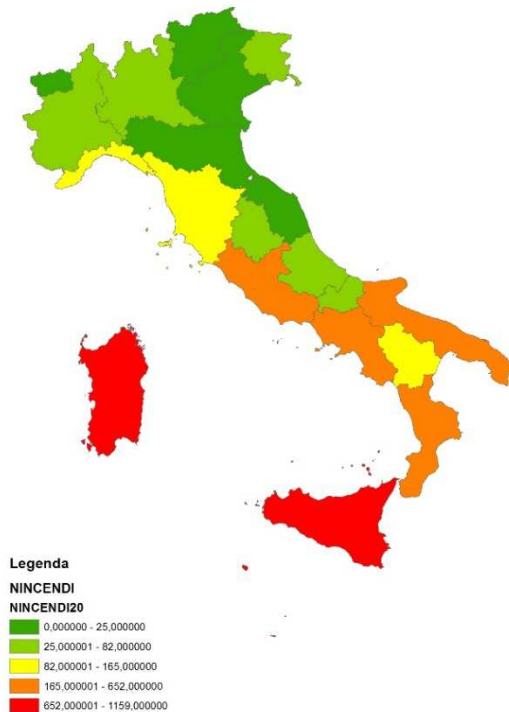 Legenda
NINCENDI
NINCENDI20
0,000000 - 25,000000
25,000001 - 82,000000
82,000001 - 165,000000
165,000001 - 652,000000
652,000001 - 1159,000000